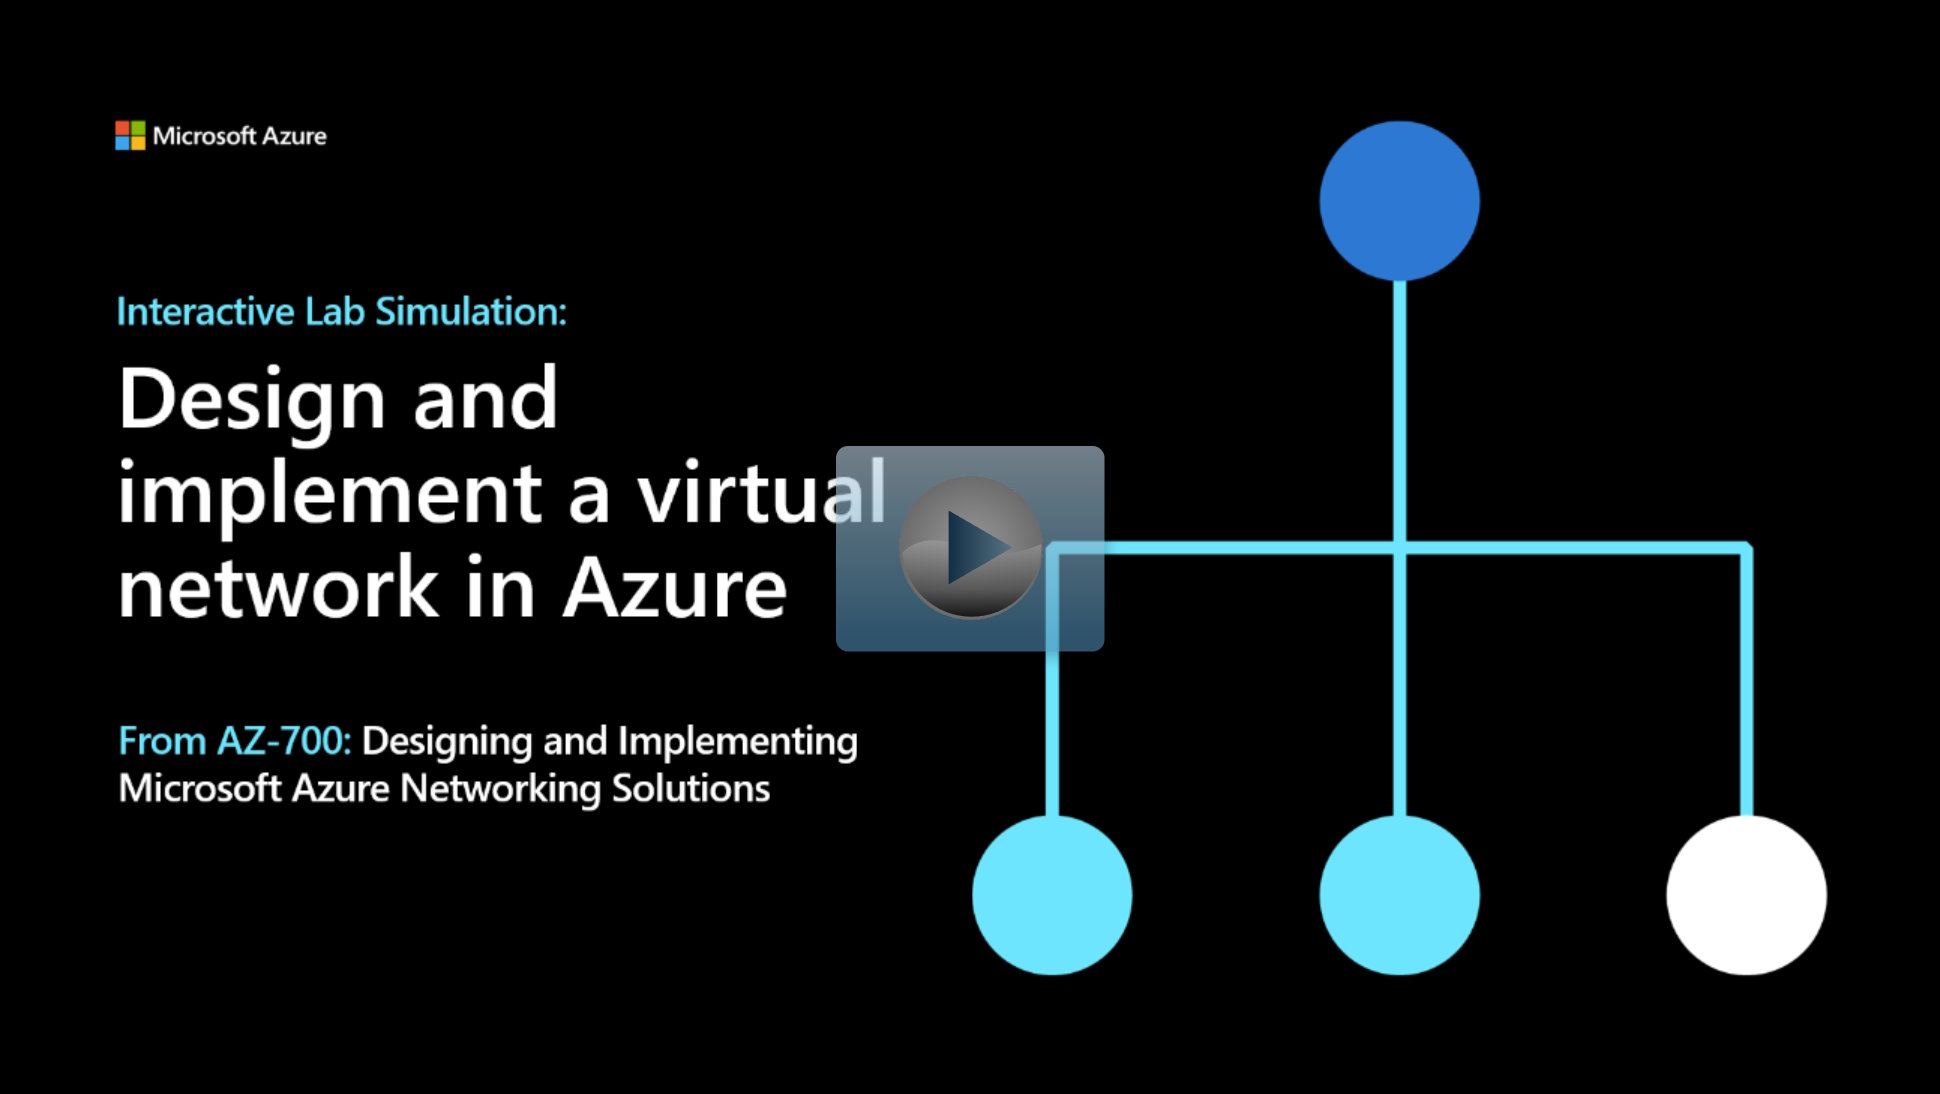 Microsoft Azure
Interactive Lab Simulation:
Design and
implement a virtual
network in Azure
From AZ-700: Designing and Implementing
Microsoft Azure Networking Solutions